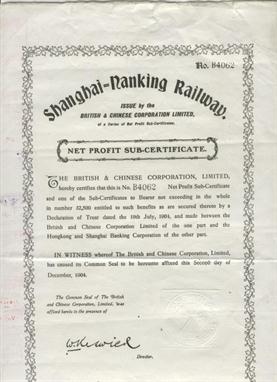 No. B4062
Shanghai-Nanking Railway.
ISSUE by the
BRITISH & CHINESE CORPORATION LIMITED,
of a Series of Net Profit Sub-Certificates.
NET PROFIT SUB-CERTIFICATE.
THE BRITISH & CHINESE CORPORATION, LIMITED,
hereby certifies that this is No. B4062 Net Profit Sub-Certificate
and one of the Sub-Certificates to Bearer not exceeding in the whole
in number 32,500 entitled to such benefits as are secured thereto by a
Declaration of Trust dated the 19th July, 1904, and made between the
British and Chinese Corporation Limited of the one part and the
Hongkong and Shanghai Banking Corporation of the other part.
IN WITNESS whereof The British and Chinese Corporation, Limited,
has caused its Common Seal to be hereunto affixed this Second day of
December, 1904.
The Common Seal of The British
and Chinese Corporation, Limited, was
affixed hereto in the presence of
Director.